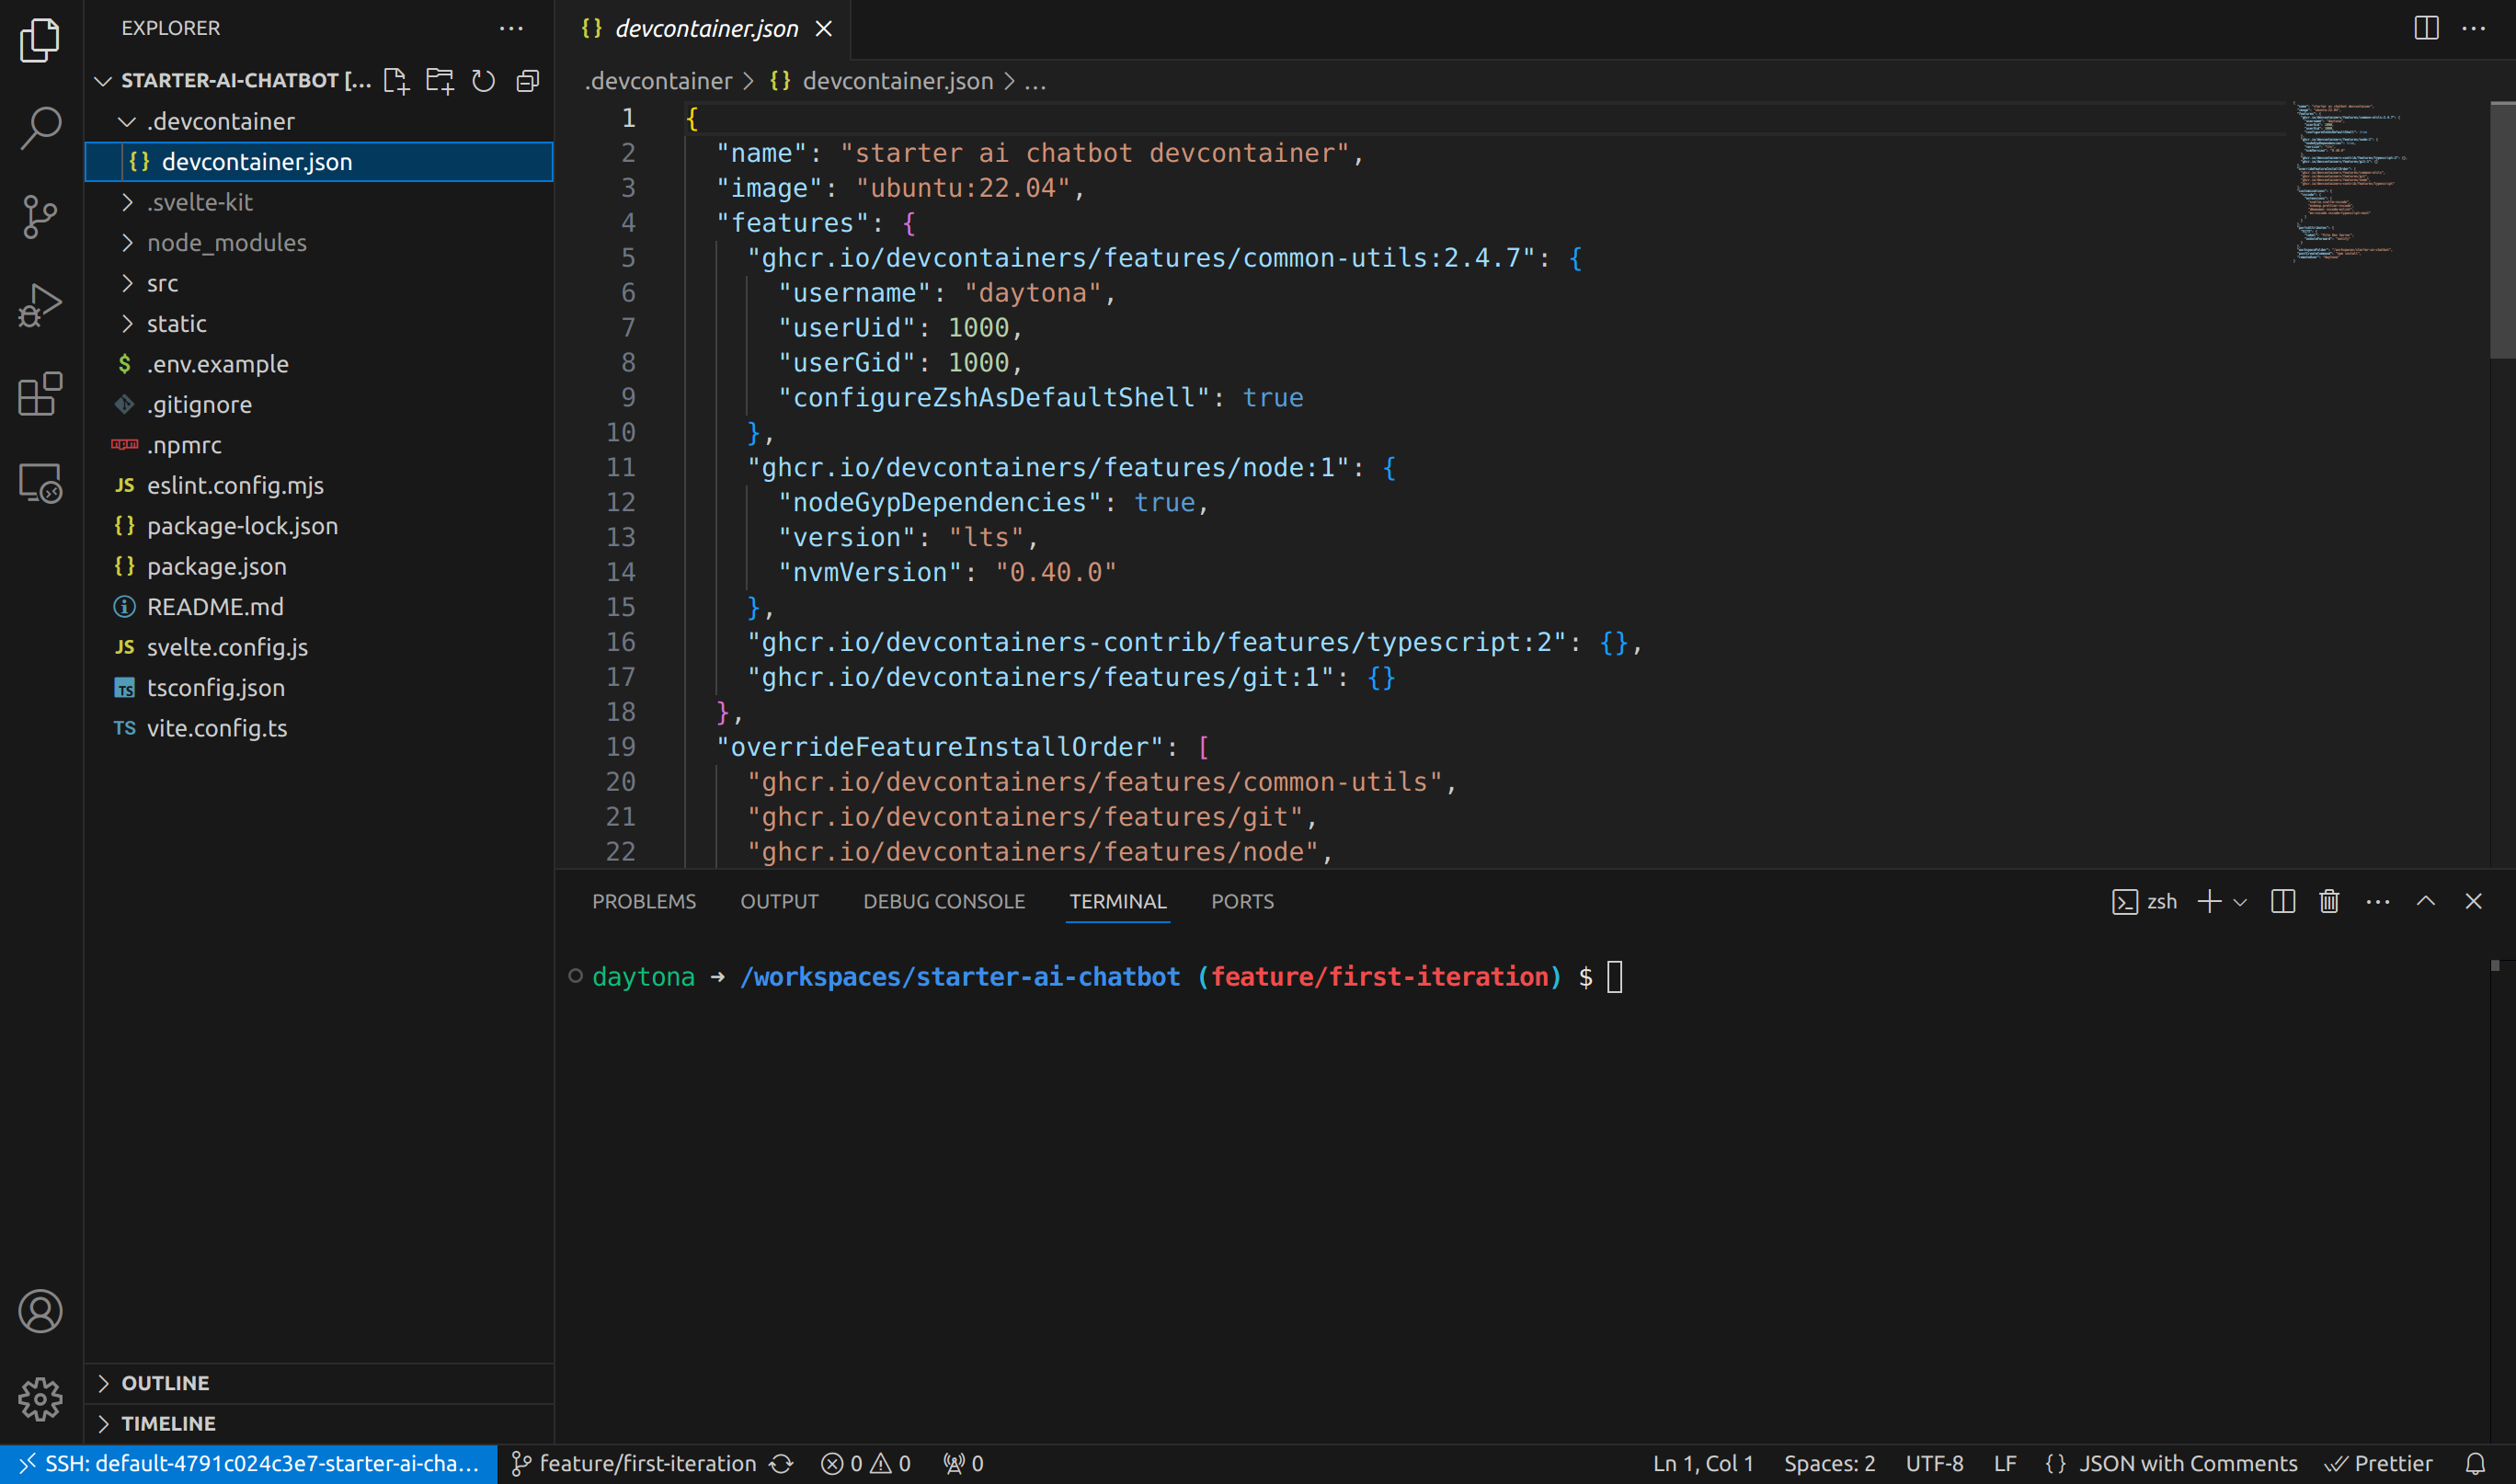 EXPLORER
STARTER-AI-CHATBOT [...
.devcontainer
devcontainer.json
.svelte-kit
node_modules
src
static
.env.example
.gitignore
.npmrc
eslint.config.mjs
package-lock.json
package.json
README.md
svelte.config.js
tsconfig.json
vite.config.ts
OUTLINE
TIMELINE
devcontainer.json
.devcontainer > {} devcontainer.json > ...
1 {
2 "name": "starter ai chatbot devcontainer",
3 "image": "ubuntu:22.04",
4 "features": {
5 "ghcr.io/devcontainers/features/common-utils:2.4.7": {
6 "username": "daytona",
7 "userUid": 1000,
8 "userGid": 1000,
9 "configureZshAsDefaultShell": true
10 },
11 "ghcr.io/devcontainers/features/node:1": {
12 "nodeGypDependencies": true,
13 "version": "lts",
14 "nvmVersion": "0.40.0"
15 },
16 "ghcr.io/devcontainers-contrib/features/typescript:2": {},
17 "ghcr.io/devcontainers/features/git:1": {}
18 },
19 "overrideFeatureInstallOrder": [
20 "ghcr.io/devcontainers/features/common-utils",
21 "ghcr.io/devcontainers/features/git",
22 "ghcr.io/devcontainers/features/node",
PROBLEMS OUTPUT DEBUG CONSOLE TERMINAL PORTS
zsh
daytona → /workspaces/starter-ai-chatbot (feature/first-iteration) $
SSH: default-4791c024c3e7-starter-ai-cha... feature/first-iteration 0 0 0 Ln 1, Col 1 Spaces: 2 UTF-8 LF {} JSON with Comments Prettier